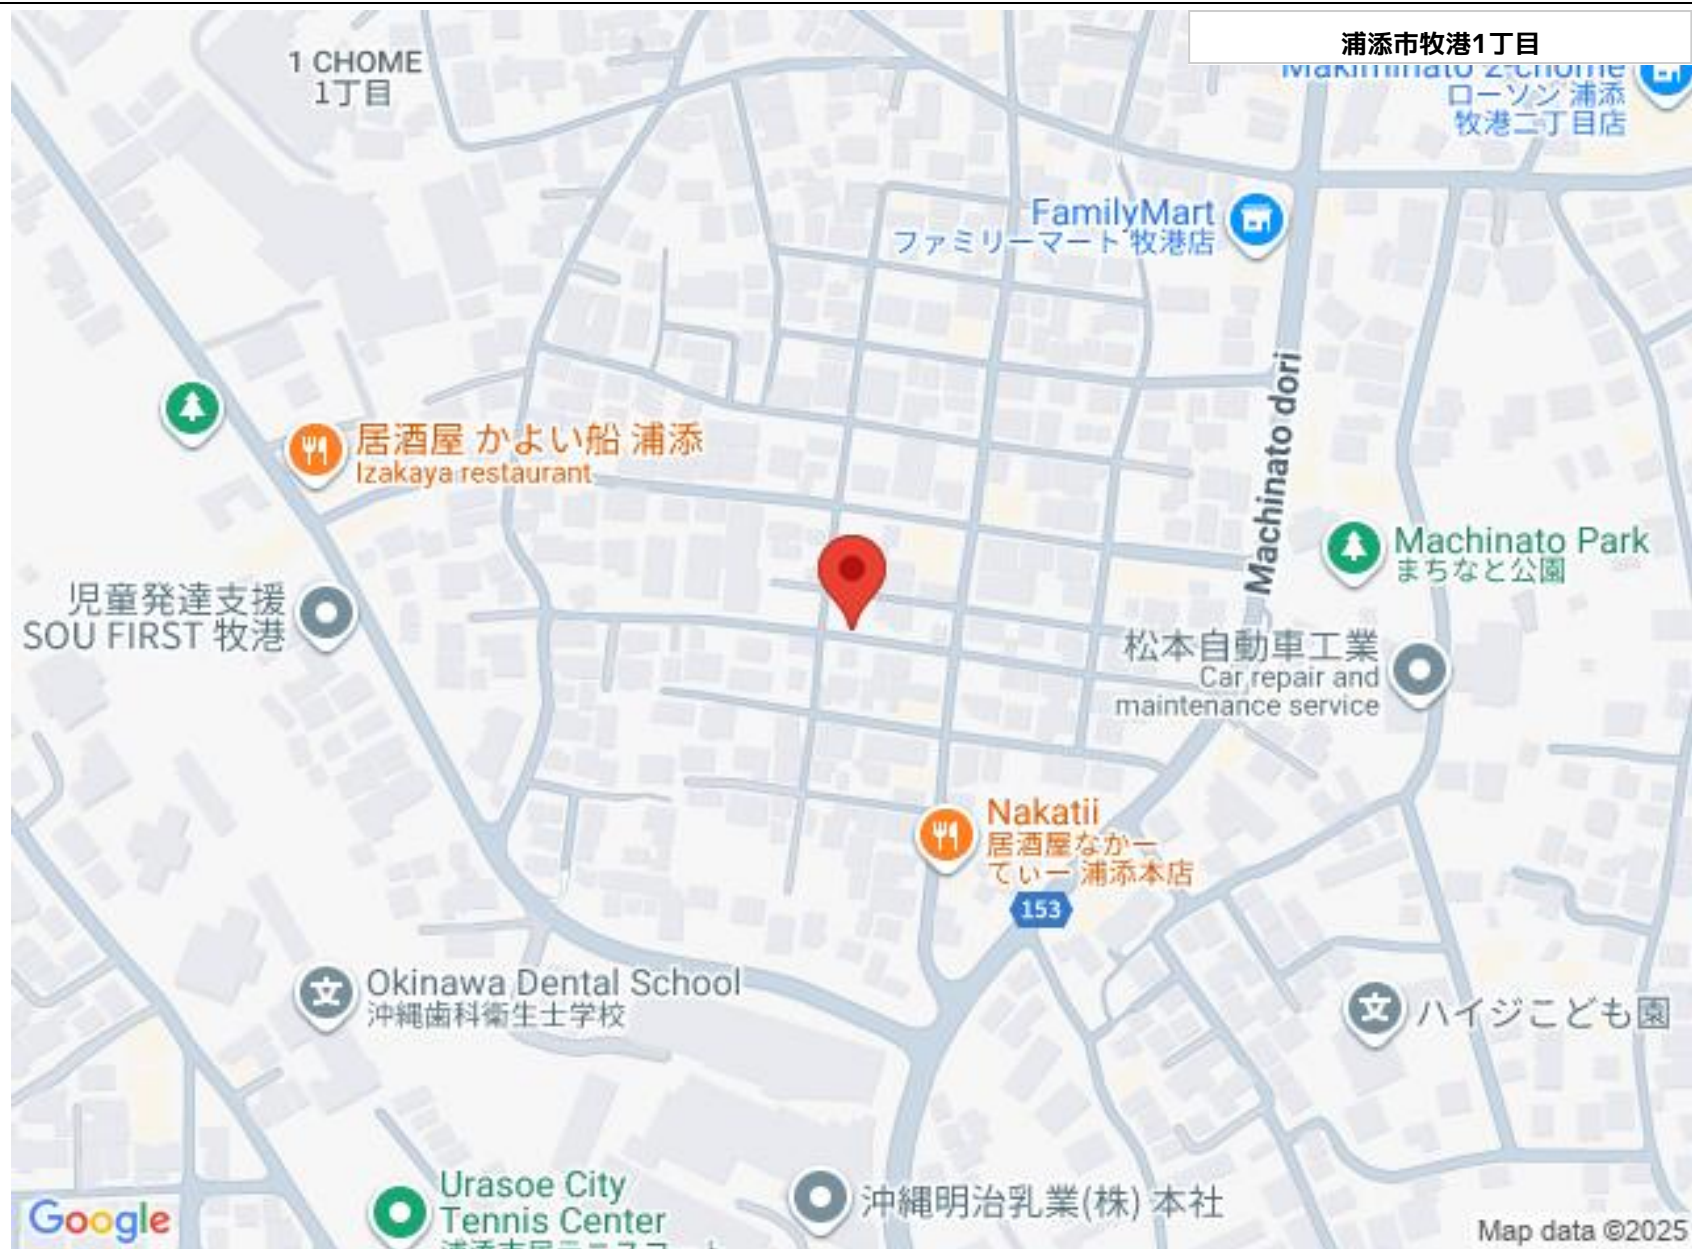 浦添市牧港1丁目
1 CHOME
1丁目
Makiminato 2-chome
ローソン 浦添
牧港二丁目店
FamilyMart
ファミリーマート 牧港店
Machinato dori
居酒屋 かよい船 浦添
Izakaya restaurant
Machinato Park
まちなと公園
児童発達支援
SOU FIRST 牧港
松本自動車工業
Car repair and
maintenance service
Nakatii
居酒屋なかー
てぃー 浦添本店
153
Okinawa Dental School
沖縄歯科衛生士学校
ハイジこども園
Urasoe City
Tennis Center
沖縄明治乳業(株) 本社
Google
Map data ©2025